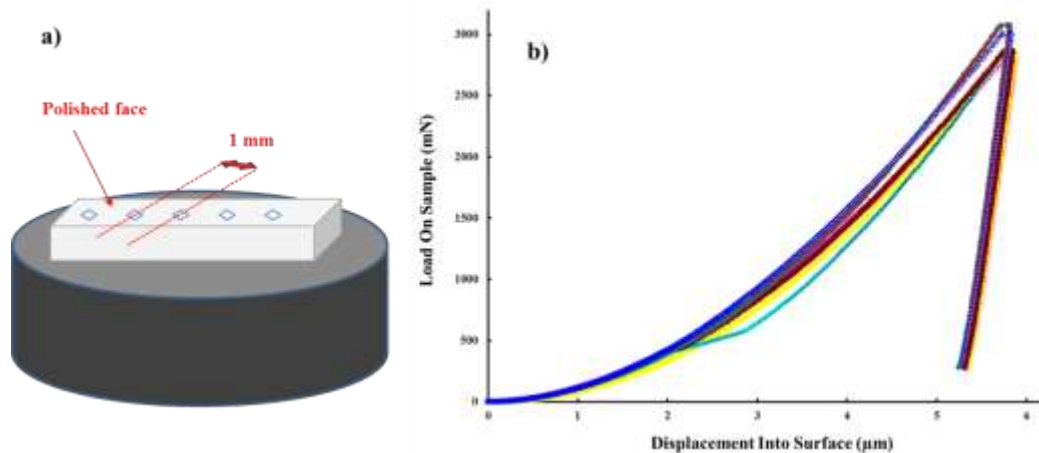 a)
Polished face
1 mm
b)
Load On Sample (mN)
3000
2500
2000
1500
1000
500
0
0 1 2 3 4 5 6
Displacement Into Surface (μm)